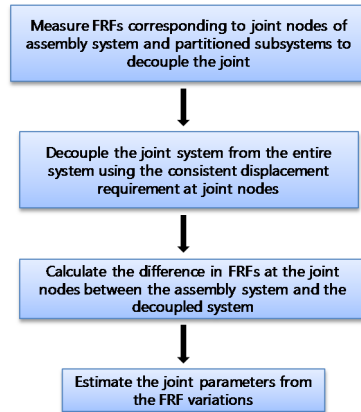 Measure FRFs corresponding to joint nodes of
assembly system and partitioned subsystems to
decouple the joint
Decouple the joint system from the entire
system using the consistent displacement
requirement at joint nodes
Calculate the difference in FRFs at the joint
nodes between the assembly system and the
decoupled system
Estimate the joint parameters from
the FRF variations